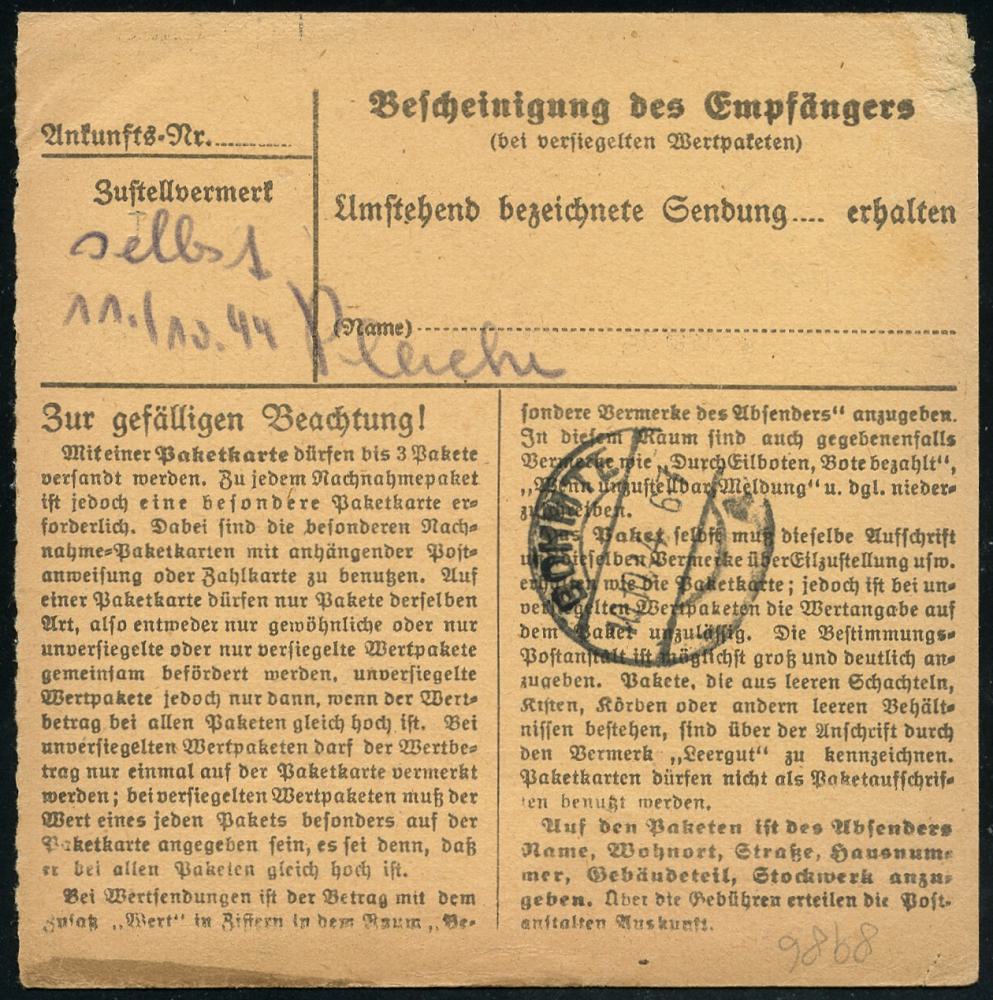 Ankunfts-Nr.
Zustellvermerk
selbst
11./10.44
Bescheinigung des Empfängers
(bei versiegelten Wertpaketen)
Umstehend bezeichnete Sendung.... erhalten
(Name)
Zur gefälligen Beachtung!
Mit einer Paketkarte dürfen bis 3 Pakete
versandt werden. Zu jedem Nachnahmepaket
ist jedoch eine besondere Paketkarte er-
forderlich. Dabei sind die besonderen Nach-
nahme-Paketkarten mit anhängender Post-
anweisung oder Zahlkarte zu benutzen. Auf
einer Paketkarte dürfen nur Pakete derselben
Art, also entweder nur gewöhnliche oder nur
unversiegelte oder nur versiegelte Wertpakete
gemeinsam befördert werden, unversiegelte
Wertpakete jedoch nur dann, wenn der Wert-
betrag bei allen Paketen gleich hoch ist. Bei
unversiegelten Wertpaketen darf der Wertbe-
trag nur einmal auf der Paketkarte vermerkt
werden; bei versiegelten Wertpaketen muß der
Wert eines jeden Pakets besonders auf der
Paketkarte angegeben sein, es sei denn, daß
er bei allen Paketen gleich hoch ist.
Bei Wertsendungen ist der Betrag mit dem
Zusatz „Wert" in Ziffern in dem Raum „Be-
sondere Vermerke des Absenders" anzugeben.
In diesem Raum sind auch gegebenenfalls
Vermerke wie „Durch Eilboten, Bote bezahlt",
„Wenn unzustellbar, Meldung" u. dgl. nieder-
zuschreiben.
Das Paket selbst muß dieselbe Aufschrift
und dieselben Vermerke über Eilzustellung usw.
erhalten wie die Paketkarte; jedoch ist bei un-
versiegelten Wertpaketen die Wertangabe auf
dem Paket unzulässig. Die Bestimmungs-
Postanstalt ist möglichst groß und deutlich an-
zugeben. Pakete, die aus leeren Schachteln,
Kisten, Körben oder andern leeren Behält-
nissen bestehen, sind über der Anschrift durch
den Vermerk „Leergut" zu kennzeichnen.
Paketkarten dürfen nicht als Paketaufschrif-
ten benutzt werden.
Auf den Paketen ist des Absenders
Name, Wohnort, Straße, Hausnum-
mer, Gebäudeteil, Stockwerk anzu-
geben. Über die Gebühren erteilen die Post-
anstalten Auskunft.
9868